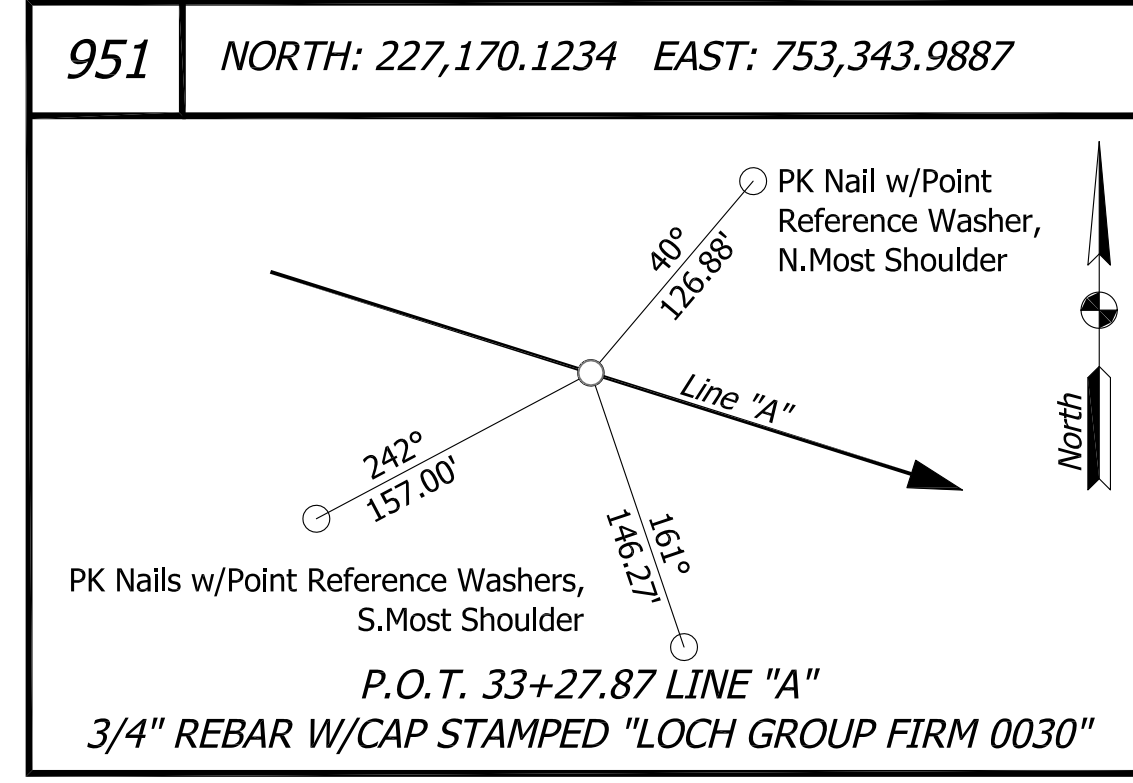 951
NORTH: 227,170.1234 EAST: 753,343.9887
PK Nail w/Point
Reference Washer,
N.Most Shoulder
40°
126.88'
Line "A"
North
242°
157.00'
161°
146.27'
PK Nails w/Point Reference Washers,
S.Most Shoulder
P.O.T. 33+27.87 LINE "A"
3/4" REBAR W/CAP STAMPED "LOCH GROUP FIRM 0030"